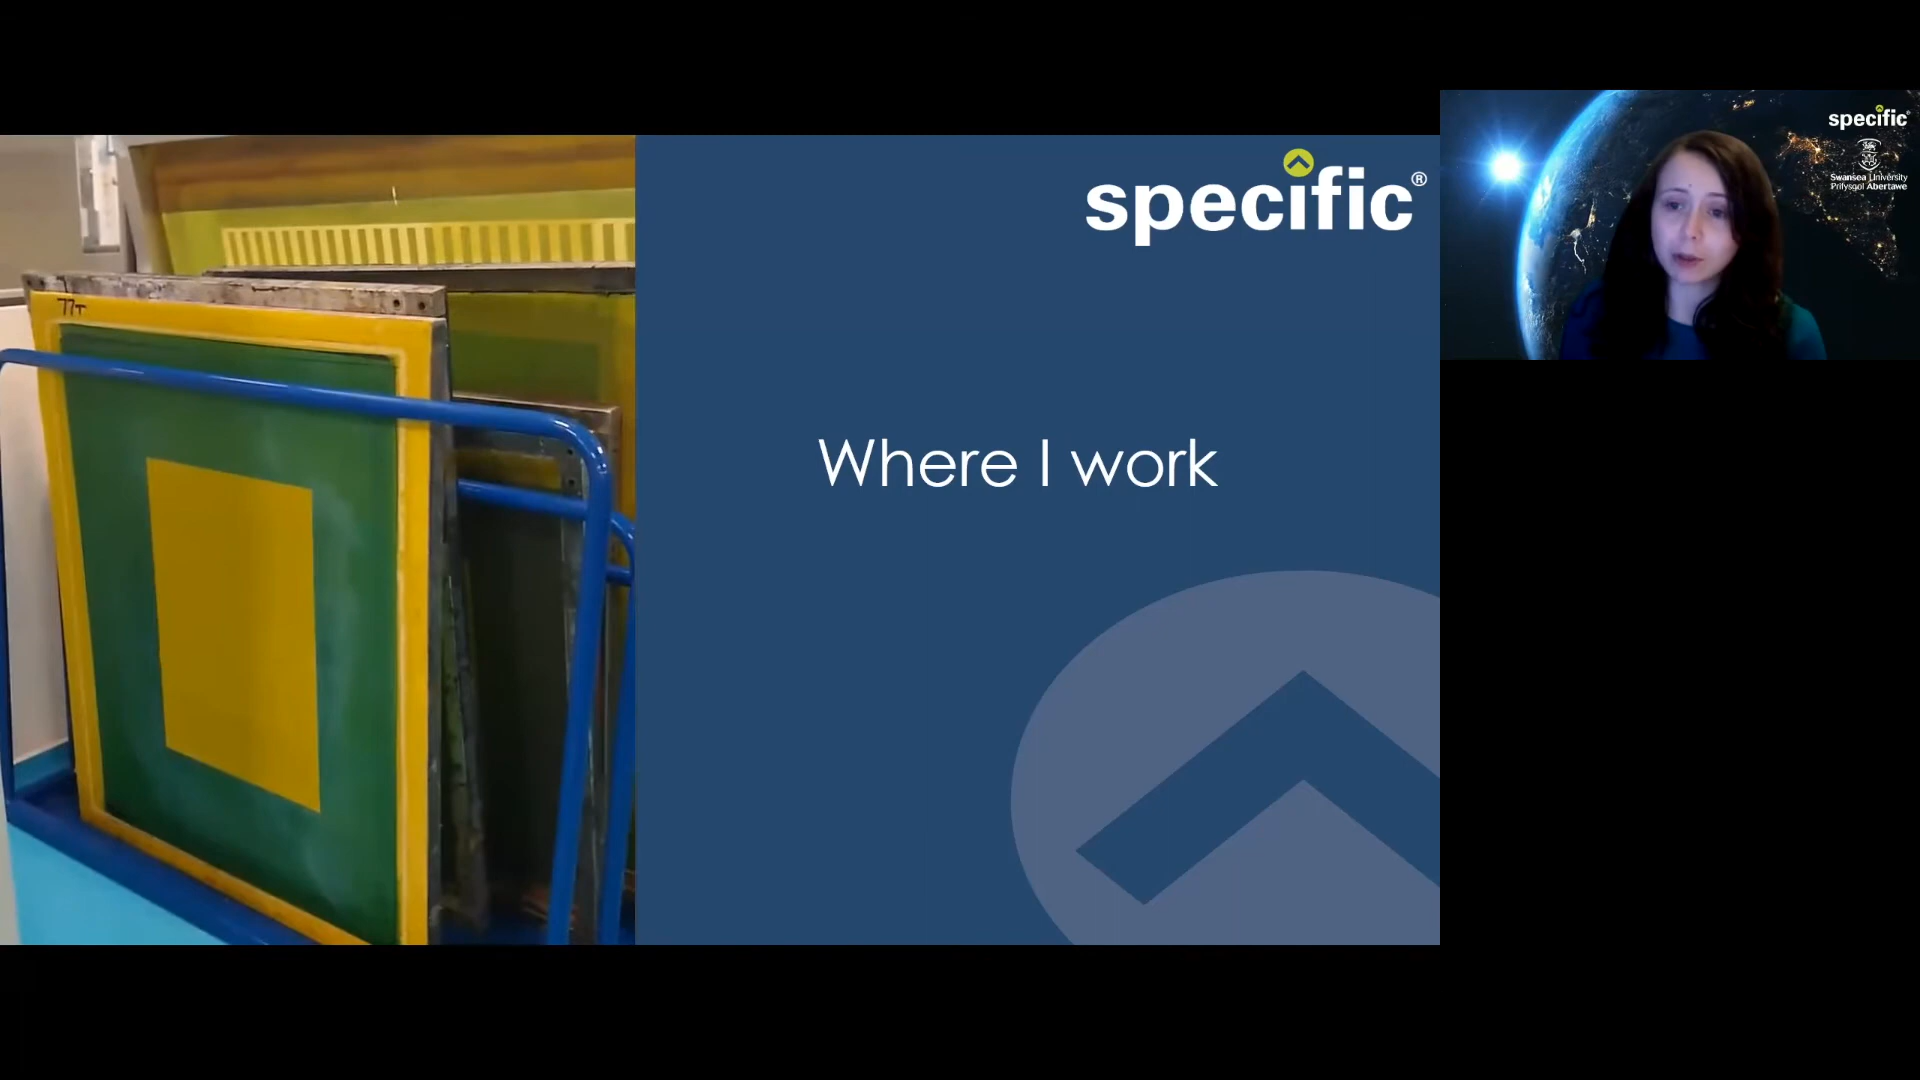 77T
specific®
Where I work
specific®
Swansea University
Prifysgol Abertawe